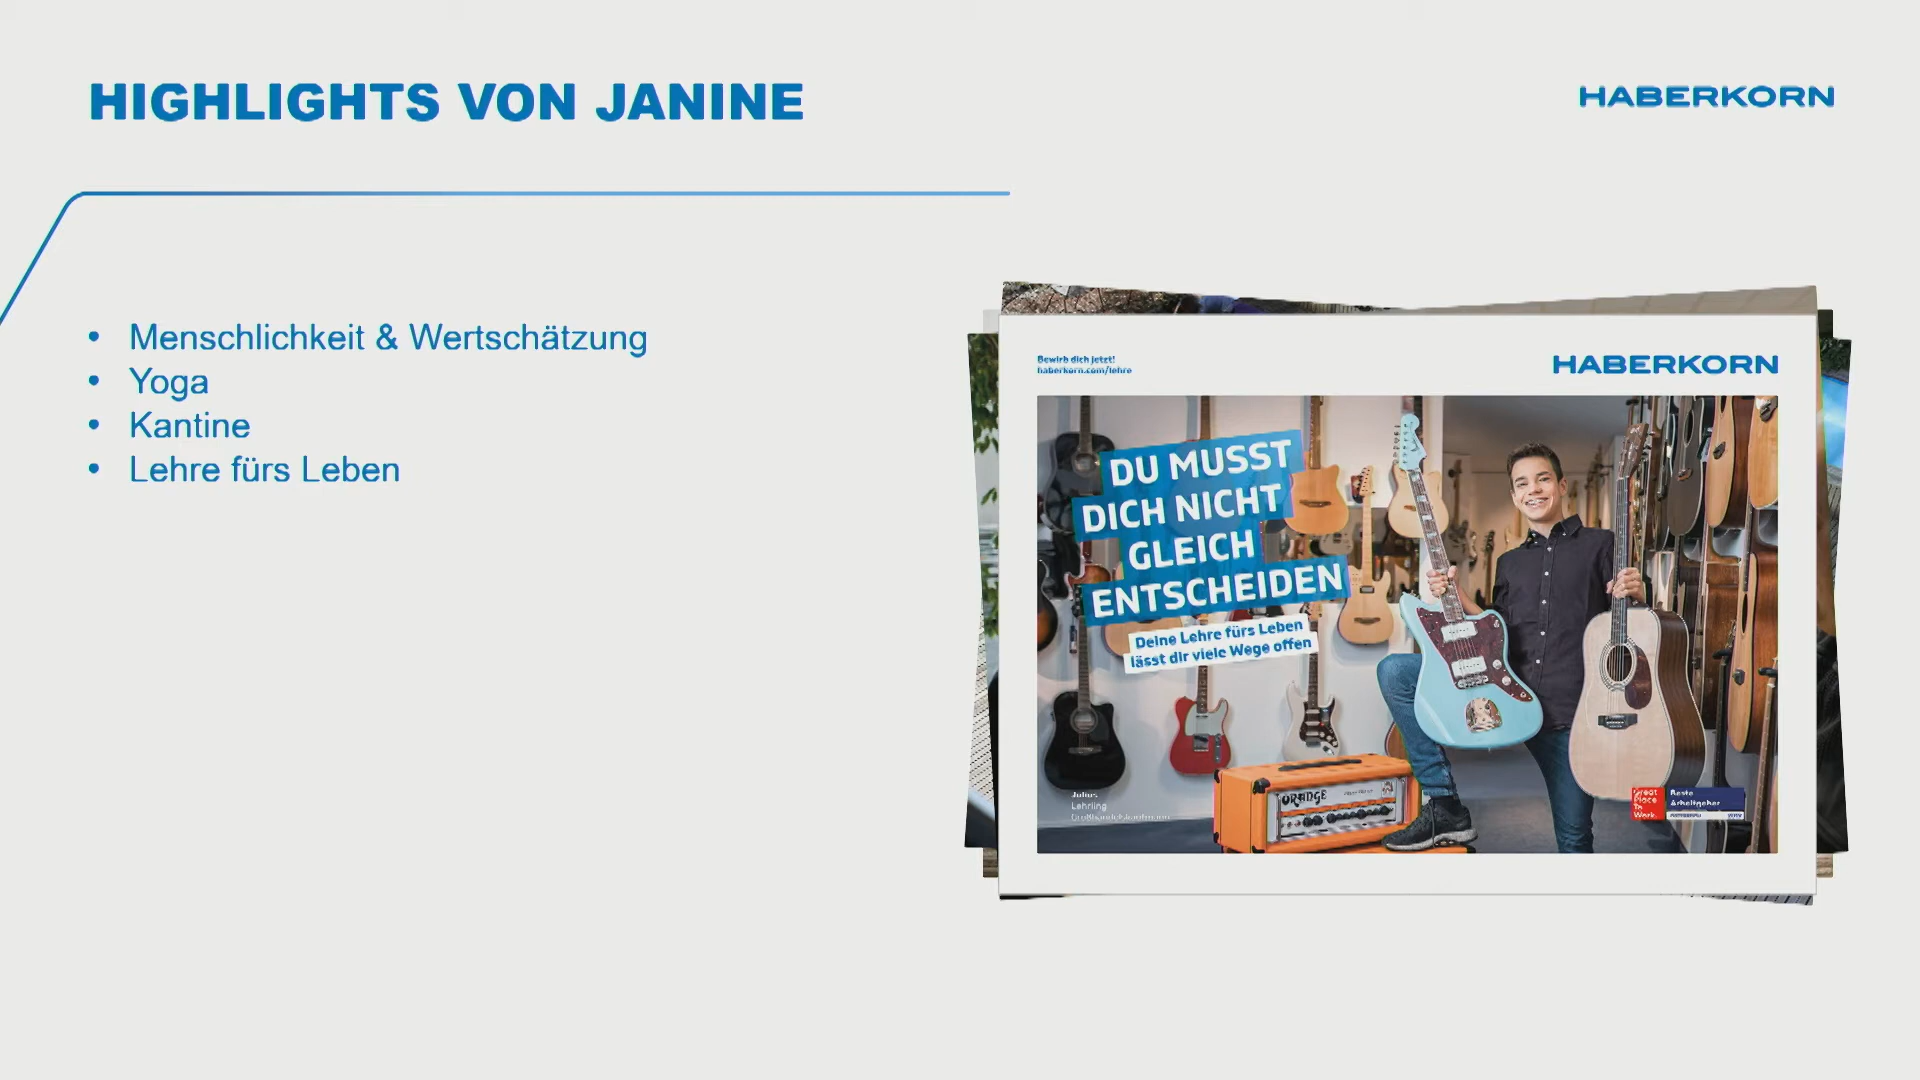 HIGHLIGHTS VON JANINE
HABERKORN
• Menschlichkeit & Wertschätzung
• Yoga
• Kantine
• Lehre fürs Leben
Bewirb dich jetzt!
haberkorn.com/lehre
HABERKORN
DU MUSST
DICH NICHT
GLEICH
ENTSCHEIDEN
Deine Lehre fürs Leben
lässt dir viele Wege offen
ORANGE
Julius
Lehrling
Großhandelskaufmann
Great
Place
To
Work.
Beste
Arbeitgeber